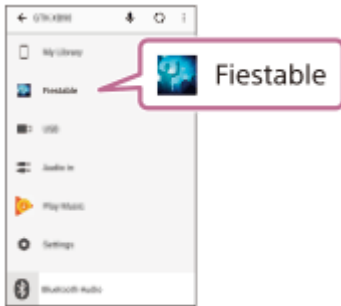 GTK-XB90
My Library
Fiestable
Fiestable
USB
Audio in
Play Music
Settings
Bluetooth Audio